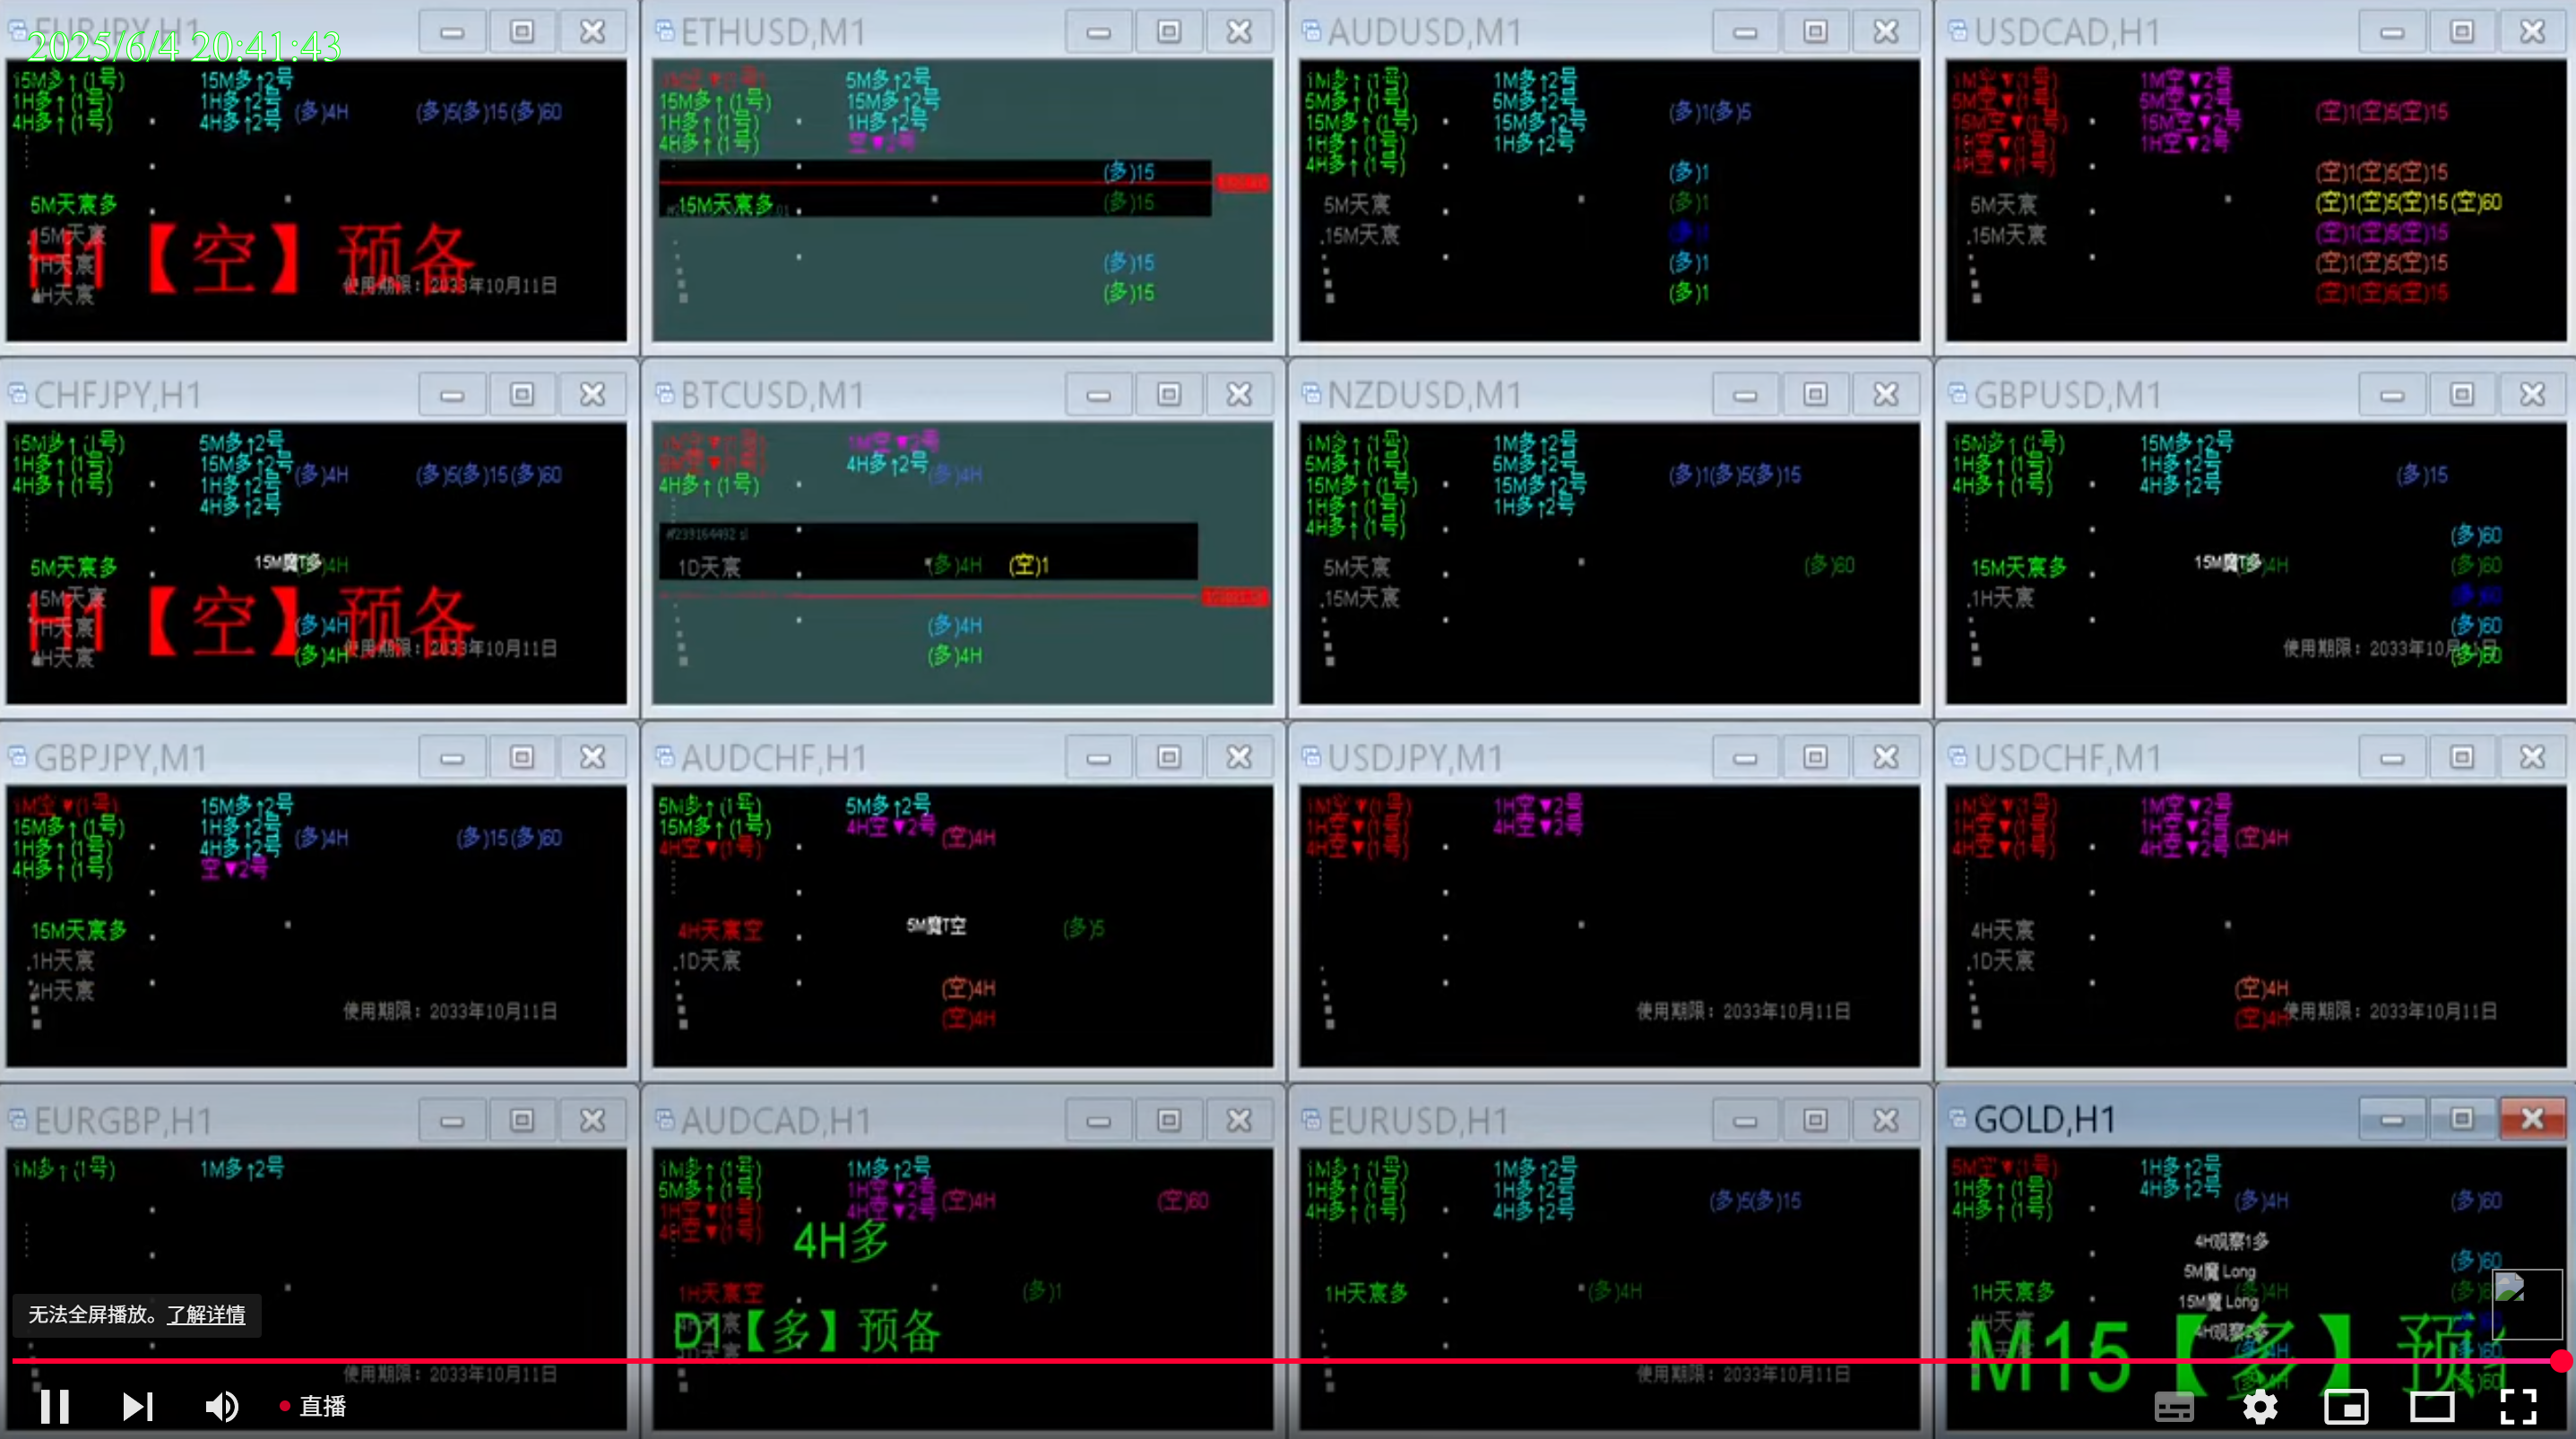 EURJPY,H1
2025/6/4 20:41:43
15M多↑(1号) 15M多↑2号
1H多↑(1号) 1H多↑2号 (多)4H (多)5(多)15(多)60
4H多↑(1号) 4H多↑2号
5M天宸多
15M天宸
H1【空】预备
1H天宸
使用期限：2033年10月11日
4H天宸
ETHUSD,M1
5M多↑2号
15M多↑(1号) 15M多↑2号
1H多↑(1号) 1H多↑2号
4H多↑(1号) 空▼2号
(多)15
15M天宸多 (多)15
(多)15
(多)15
AUDUSD,M1
1M多↑(1号) 1M多↑2号
5M多↑(1号) 5M多↑2号 (多)1(多)5
15M多↑(1号) 15M多↑2号
1H多↑(1号) 1H多↑2号
4H多↑(1号) (多)1
5M天宸 (多)1
15M天宸 (多)1
(多)1
(多)1
USDCAD,H1
1M空▼(1号) 1M空▼2号
5M空▼(1号) 5M空▼2号 (空)1(空)5(空)15
15M空▼(1号) 15M空▼2号
1H空▼(1号) 1H空▼2号
4H空▼(1号) (空)1(空)5(空)15
5M天宸 (空)1(空)5(空)15(空)60
15M天宸 (空)1(空)5(空)15
(空)1(空)5(空)15
(空)1(空)5(空)15
CHFJPY,H1
15M多↑(1号) 5M多↑2号
1H多↑(1号) 15M多↑2号 (多)4H (多)5(多)15(多)60
4H多↑(1号) 1H多↑2号
4H多↑2号
5M天宸多 15M魔T多 )4H
15M天宸
H1【空】预备
1H天宸 (多)4H
使用期限：2033年10月11日
4H天宸 (多)4H
BTCUSD,M1
1M空▼(1号) 1M空▼2号
5M空▼(1号) 4H多↑2号 (多)4H
4H多↑(1号)
#239164492 sl
1D天宸 (多)4H (空)1
(多)4H
(多)4H
NZDUSD,M1
1M多↑(1号) 1M多↑2号
5M多↑(1号) 5M多↑2号 (多)1(多)5(多)15
15M多↑(1号) 15M多↑2号
1H多↑(1号) 1H多↑2号
4H多↑(1号)
5M天宸 (多)60
15M天宸
GBPUSD,M1
15M多↑(1号) 15M多↑2号
1H多↑(1号) 1H多↑2号 (多)15
4H多↑(1号) 4H多↑2号
(多)60
15M天宸多 15M魔T多 )4H (多)60
1H天宸 (多)60
(多)60
使用期限：2033年10月11日
(多)60
GBPJPY,M1
1M空▼(1号) 15M多↑2号
15M多↑(1号) 1H多↑2号 (多)4H (多)15(多)60
1H多↑(1号) 4H多↑2号
4H多↑(1号) 空▼2号
15M天宸多
1H天宸
4H天宸
使用期限：2033年10月11日
AUDCHF,H1
5M多↑(1号) 5M多↑2号
15M多↑(1号) 4H空▼2号 (空)4H
4H空▼(1号)
4H天宸空 5M魔T空 (多)5
1D天宸
(空)4H
(空)4H
USDJPY,M1
1M空▼(1号) 1H空▼2号
1H空▼(1号) 4H空▼2号
4H空▼(1号)
使用期限：2033年10月11日
USDCHF,M1
1M空▼(1号) 1M空▼2号
1H空▼(1号) 1H空▼2号 (空)4H
4H空▼(1号) 4H空▼2号
4H天宸
1D天宸
(空)4H
(空)4H 使用期限：2033年10月11日
EURGBP,H1
1M多↑(1号) 1M多↑2号
使用期限：2033年10月11日
AUDCAD,H1
1M多↑(1号) 1M多↑2号
5M多↑(1号) 1H空▼2号 (空)4H (空)60
1H空▼(1号) 4H空▼2号
4H空▼(1号)
4H多
1H天宸空 (多)1
D1【多】预备
EURUSD,H1
1M多↑(1号) 1M多↑2号
1H多↑(1号) 1H多↑2号 (多)5(多)15
4H多↑(1号) 4H多↑2号
1H天宸多 (多)4H
使用期限：2033年10月11日
GOLD,H1
5M空▼(1号) 1H多↑2号
1H多↑(1号) 4H多↑2号 (多)4H (多)60
4H多↑(1号)
4H观察1多
(多)60
5M魔 Long
1H天宸多
15M魔 Long
M15【多】预
无法全屏播放。了解详情
直播